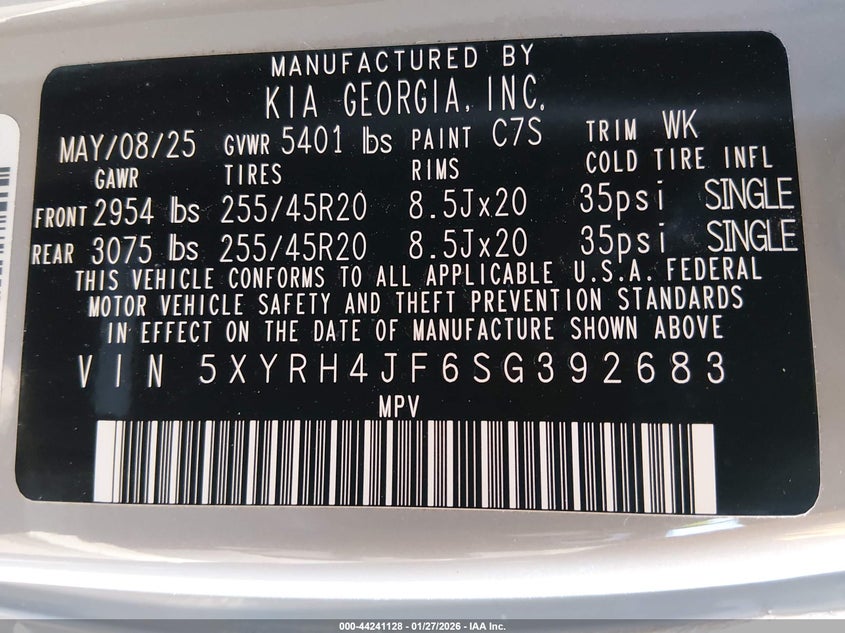 MANUFACTURED BY
KIA GEORGIA, INC.
MAY/08/25 GVWR 5401 lbs PAINT C7S TRIM WK
GAWR TIRES RIMS COLD TIRE INFL
FRONT 2954 lbs 255/45R20 8.5Jx20 35psi SINGLE
REAR 3075 lbs 255/45R20 8.5Jx20 35psi SINGLE
THIS VEHICLE CONFORMS TO ALL APPLICABLE U.S.A. FEDERAL
MOTOR VEHICLE SAFETY AND THEFT PREVENTION STANDARDS
IN EFFECT ON THE DATE OF MANUFACTURE SHOWN ABOVE
VIN 5XYRH4JF6SG392683
MPV
000-44241128 - 01/27/2026 - IAA Inc.